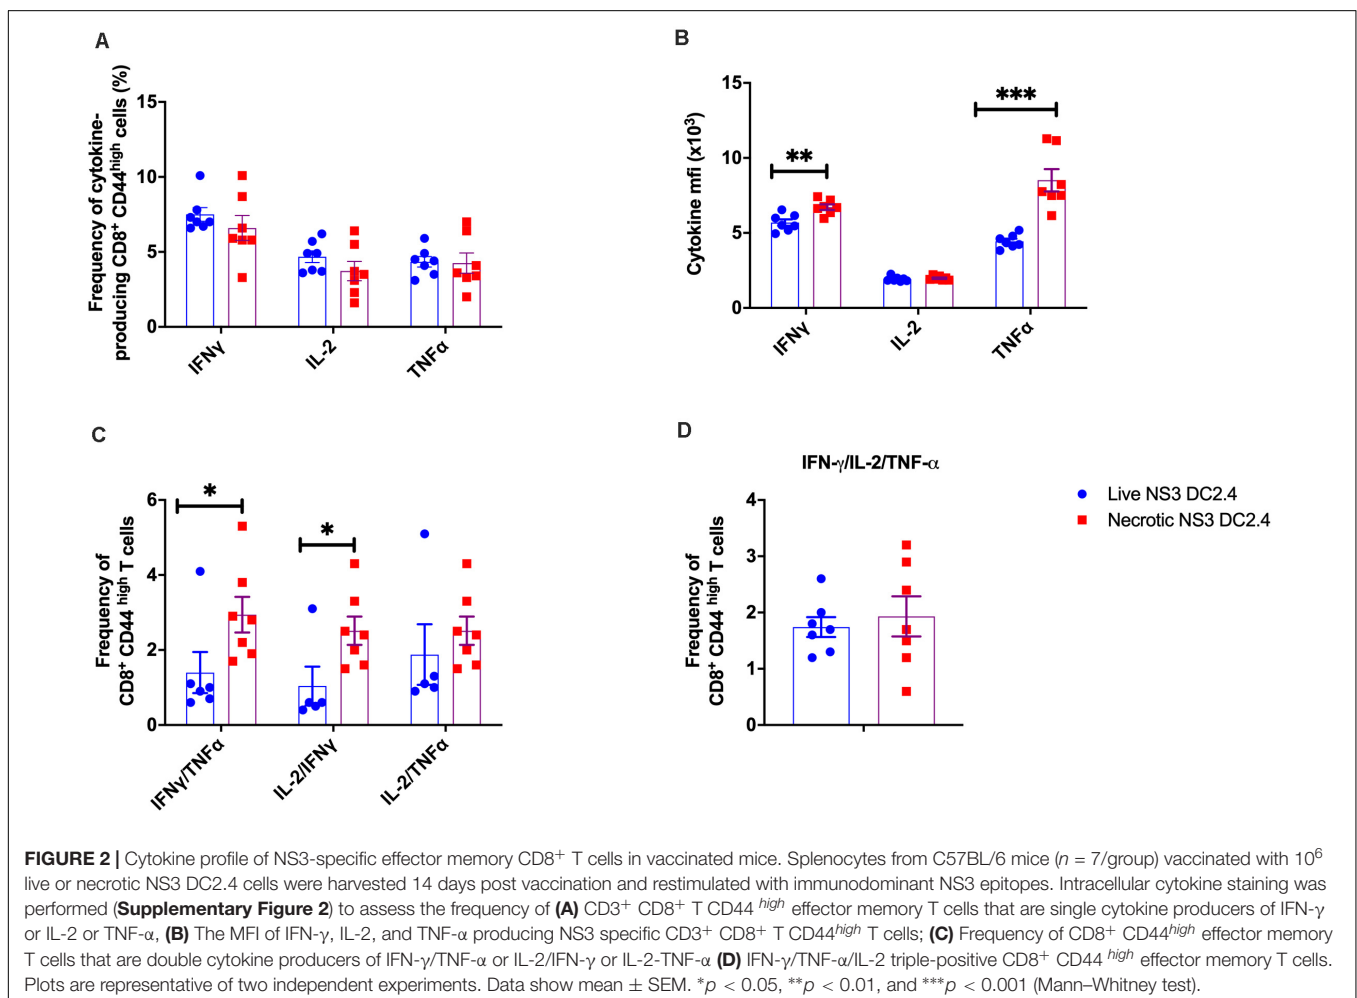 A
Frequency of cytokine-
producing CD8⁺ CD44ʰⁱᵍʰ cells (%)
15
10
5
0
IFNγ
IL-2
TNFα
B
Cytokine mfi (x10³)
15
10
5
0
**
***
IFNγ
IL-2
TNFα
C
Frequency of
CD8⁺ CD44 ʰⁱᵍʰ T cells
6
4
2
0
*
*
IFNγ/TNFα
IL-2/IFNγ
IL-2/TNFα
D
IFN-γ/IL-2/TNF-α
Frequency of
CD8⁺ CD44 ʰⁱᵍʰ T cells
4
3
2
1
0
Live NS3 DC2.4
Necrotic NS3 DC2.4
FIGURE 2 | Cytokine profile of NS3-specific effector memory CD8⁺ T cells in vaccinated mice. Splenocytes from C57BL/6 mice (n = 7/group) vaccinated with 10⁶
live or necrotic NS3 DC2.4 cells were harvested 14 days post vaccination and restimulated with immunodominant NS3 epitopes. Intracellular cytokine staining was
performed (Supplementary Figure 2) to assess the frequency of (A) CD3⁺ CD8⁺ T CD44 ʰⁱᵍʰ effector memory T cells that are single cytokine producers of IFN-γ
or IL-2 or TNF-α, (B) The MFI of IFN-γ, IL-2, and TNF-α producing NS3 specific CD3⁺ CD8⁺ T CD44ʰⁱᵍʰ T cells; (C) Frequency of CD8⁺ CD44ʰⁱᵍʰ effector memory
T cells that are double cytokine producers of IFN-γ/TNF-α or IL-2/IFN-γ or IL-2-TNF-α (D) IFN-γ/TNF-α/IL-2 triple-positive CD8⁺ CD44 ʰⁱᵍʰ effector memory T cells.
Plots are representative of two independent experiments. Data show mean ± SEM. *p < 0.05, **p < 0.01, and ***p < 0.001 (Mann–Whitney test).